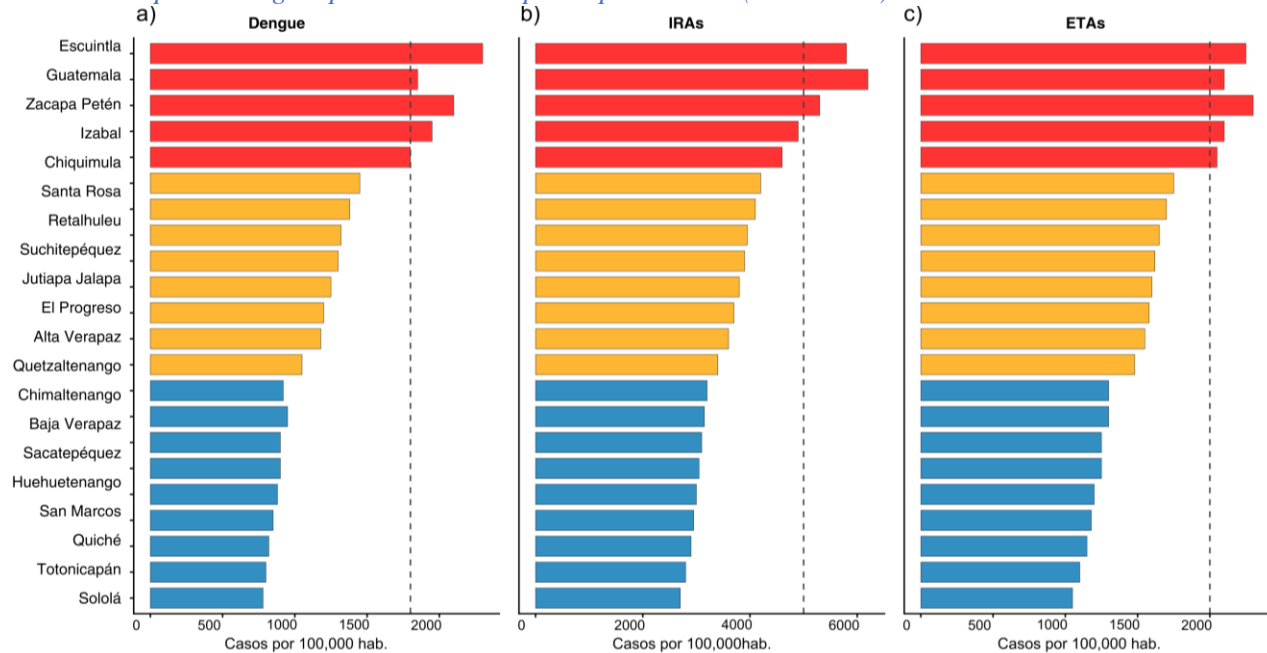 a)
Dengue
b)
IRAs
c)
ETAs
Escuintla
Guatemala
Zacapa Petén
Izabal
Chiquimula
Santa Rosa
Retalhuleu
Suchitepéquez
Jutiapa Jalapa
El Progreso
Alta Verapaz
Quetzaltenango
Chimaltenango
Baja Verapaz
Sacatepéquez
Huehuetenango
San Marcos
Quiché
Totonicapán
Sololá
0 500 1000 1500 2000
Casos por 100,000 hab.
0 2000 4000 6000
Casos por 100,000hab.
0 500 1000 1500 2000
Casos por 100,000 hab.